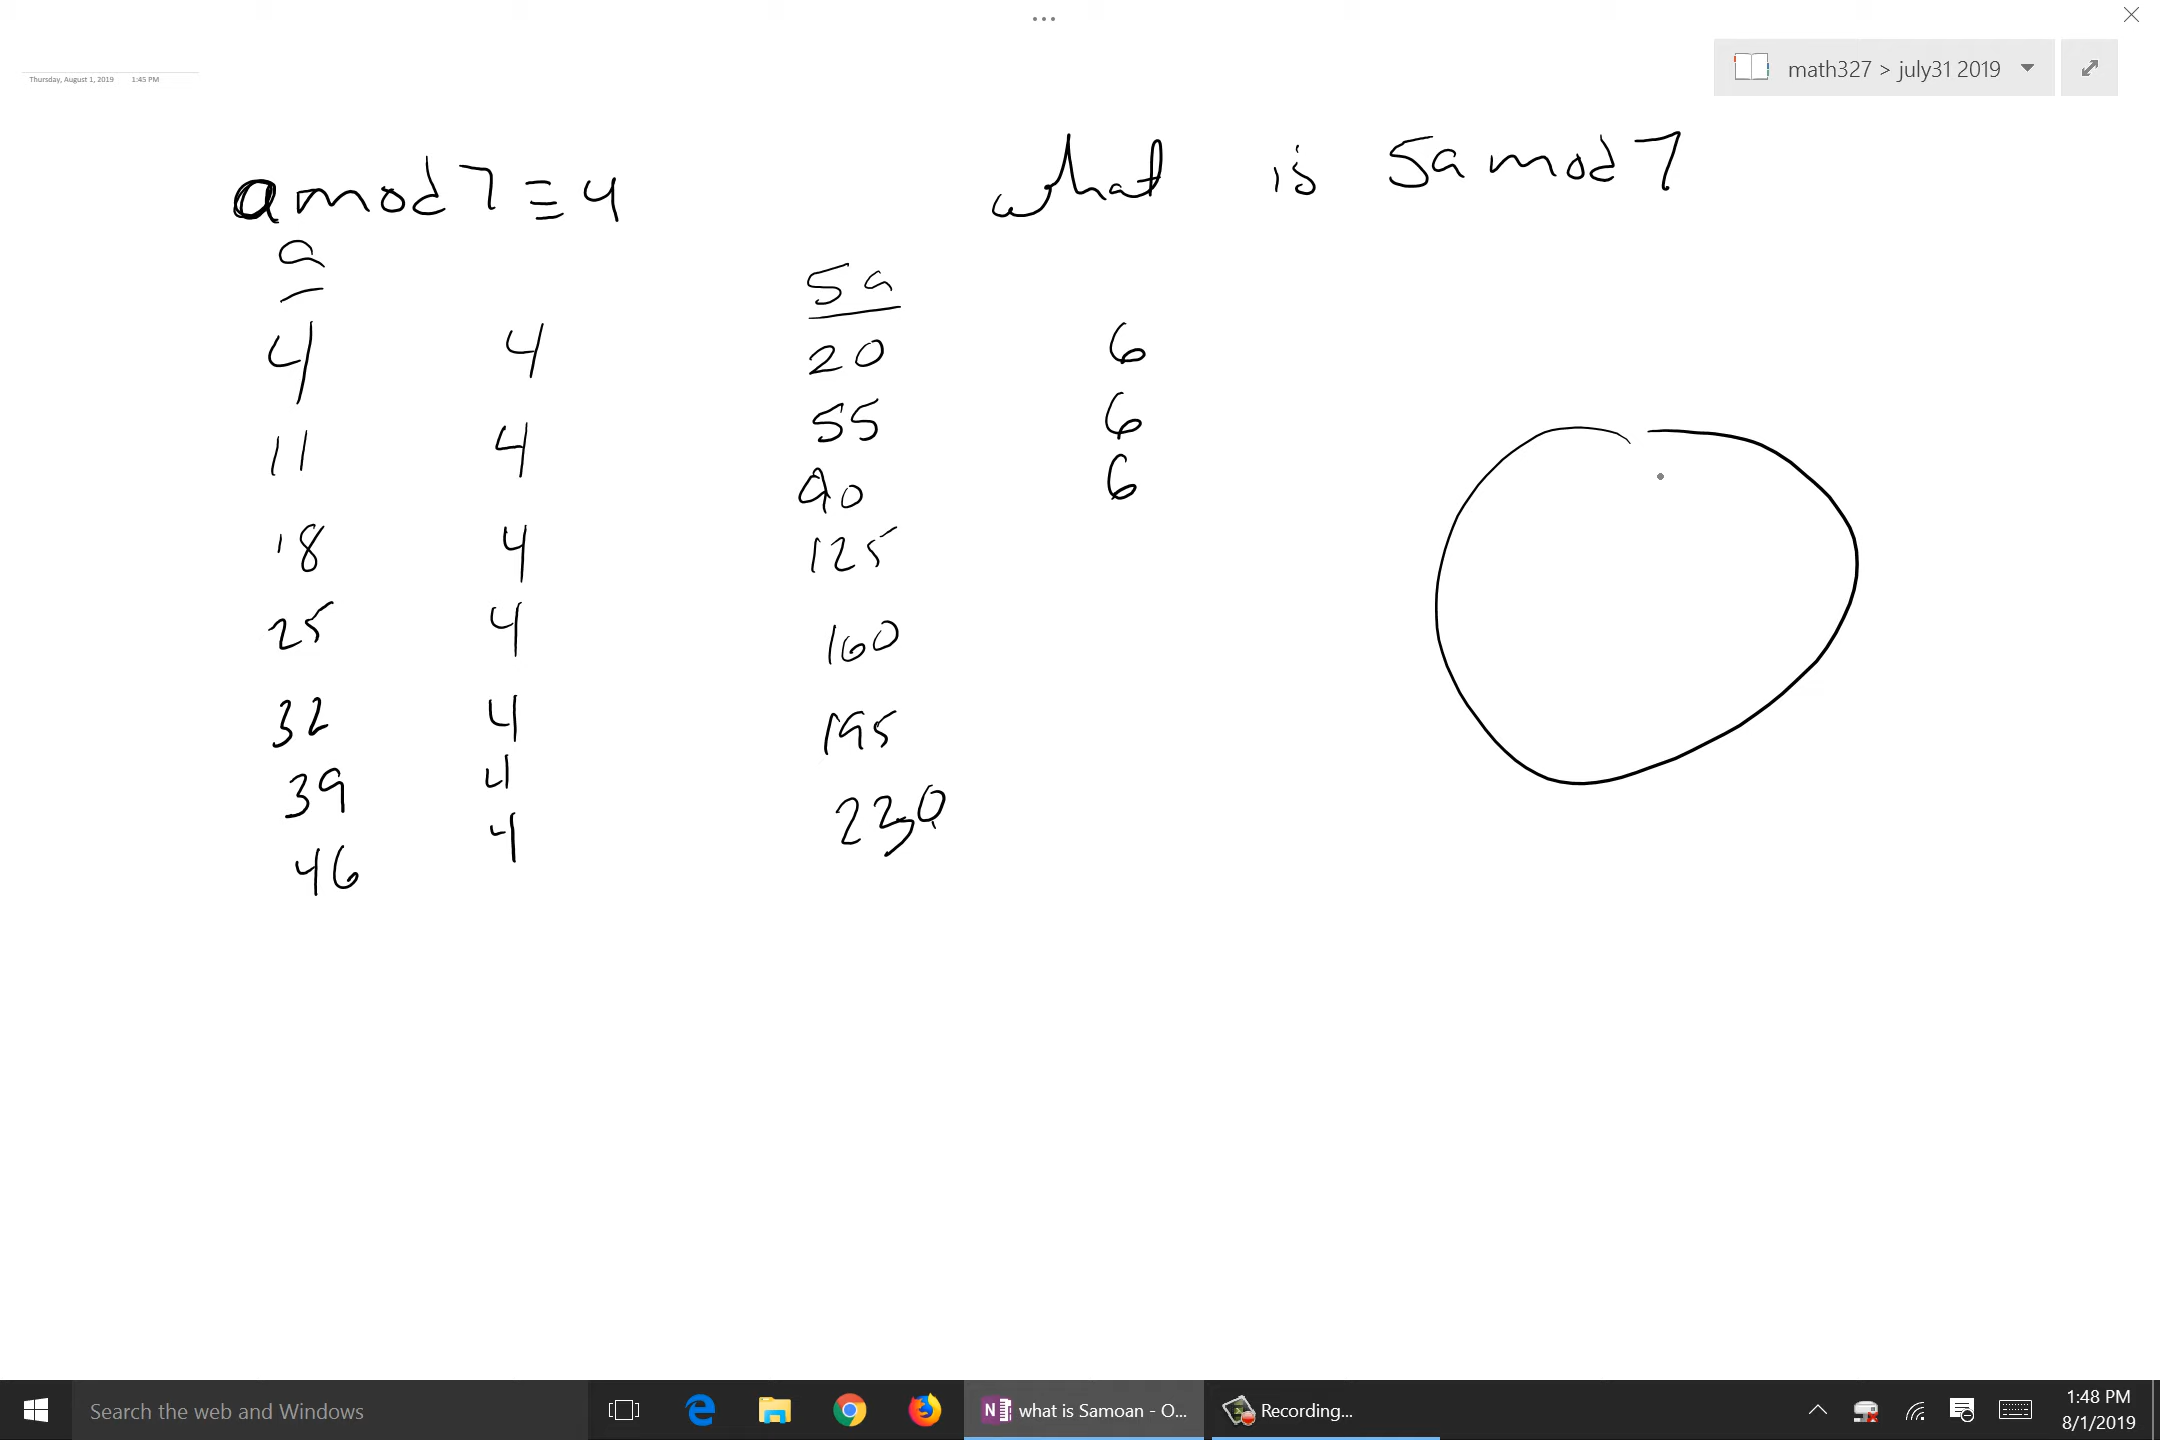 ...
Thursday, August 1, 2019 1:45 PM
math327 > july31 2019
a mod 7 ≡ 4 what is 5a mod 7
a 5a
4 4 20 6
11 4 55 6
18 4 90 6
25 4 125
32 4 160
39 4 195
46 4 230
Search the web and Windows
N
what is Samoan - O...
Recording...
1:48 PM
8/1/2019